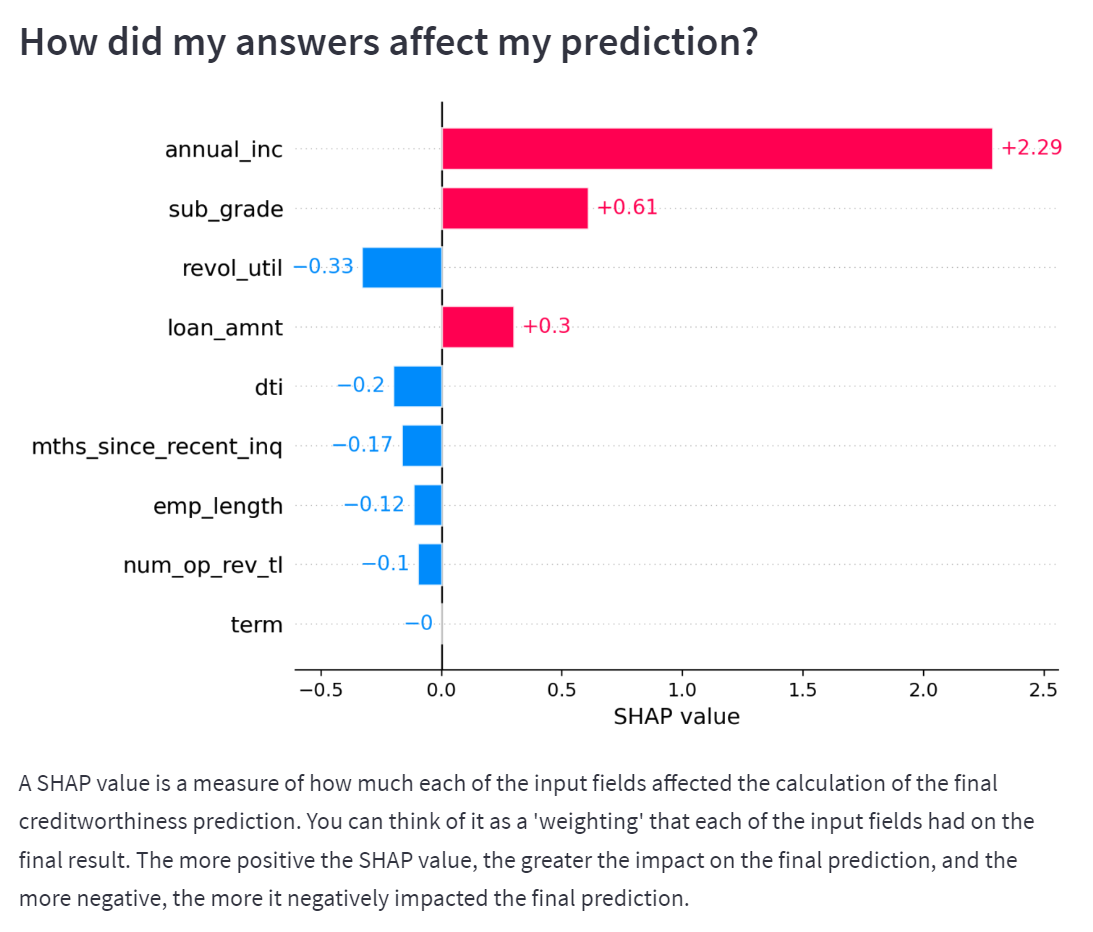 How did my answers affect my prediction?
annual_inc +2.29
sub_grade +0.61
revol_util −0.33
loan_amnt +0.3
dti −0.2
mths_since_recent_inq −0.17
emp_length −0.12
num_op_rev_tl −0.1
term −0
−0.5 0.0 0.5 1.0 1.5 2.0 2.5
SHAP value
A SHAP value is a measure of how much each of the input fields affected the calculation of the final
creditworthiness prediction. You can think of it as a 'weighting' that each of the input fields had on the
final result. The more positive the SHAP value, the greater the impact on the final prediction, and the
more negative, the more it negatively impacted the final prediction.